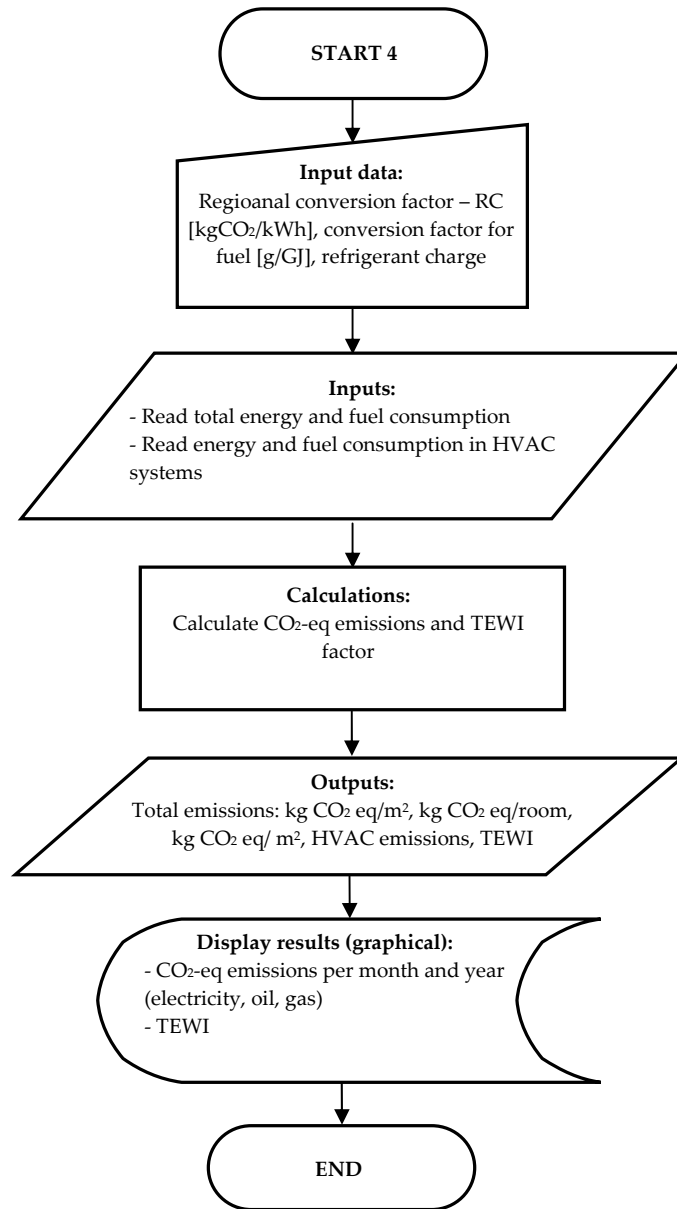 START 4
Input data:
Regioanal conversion factor – RC
[kgCO₂/kWh], conversion factor for
fuel [g/GJ], refrigerant charge
Inputs:
- Read total energy and fuel consumption
- Read energy and fuel consumption in HVAC
systems
Calculations:
Calculate CO₂-eq emissions and TEWI
factor
Outputs:
Total emissions: kg CO₂ eq/m², kg CO₂ eq/room,
kg CO₂ eq/ m², HVAC emissions, TEWI
Display results (graphical):
- CO₂-eq emissions per month and year
(electricity, oil, gas)
- TEWI
END